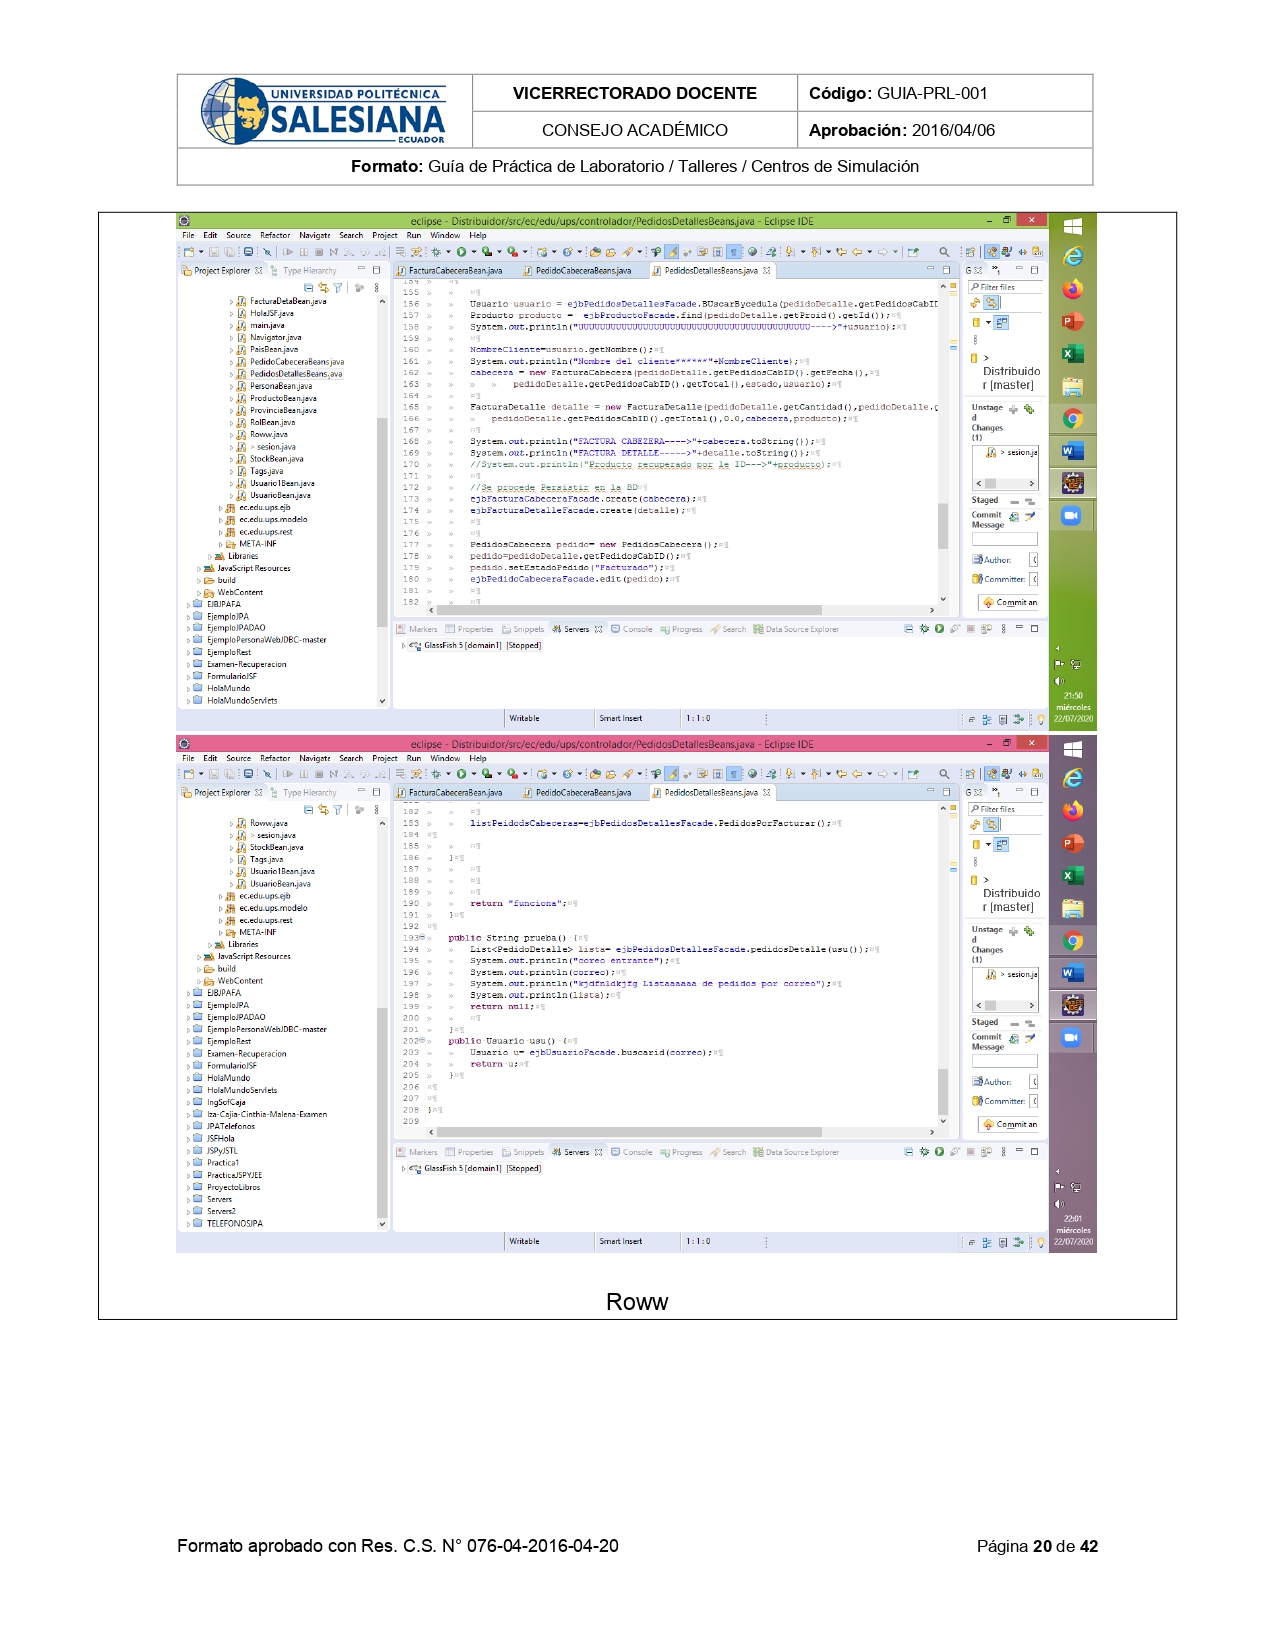 UNIVERSIDAD POLITÉCNICA
SALESIANA
ECUADOR
VICERRECTORADO DOCENTE
Código: GUIA-PRL-001
CONSEJO ACADÉMICO
Aprobación: 2016/04/06
Formato: Guía de Práctica de Laboratorio / Talleres / Centros de Simulación
eclipse - Distribuidor/src/ec/edu/ups/controlador/PedidosDetallesBeans.java - Eclipse IDE
File Edit Source Refactor Navigate Search Project Run Window Help
Project Explorer Type Hierarchy
FacturaCabeceraBean.java PedidoCabeceraBeans.java PedidosDetallesBeans.java
FacturaDetaBean.java
HolaJSF.java
main.java
Navigator.java
PaisBean.java
PedidoCabeceraBeans.java
PedidosDetallesBeans.java
PersonaBean.java
ProductoBean.java
ProvinciaBean.java
RolBean.java
Roww.java
> sesion.java
StockBean.java
Tags.java
Usuario1Bean.java
UsuarioBean.java
ec.edu.ups.ejb
ec.edu.ups.modelo
ec.edu.ups.rest
META-INF
Libraries
JavaScript Resources
build
WebContent
EJBJPAFA
EjemploJPA
EjemploJPADAO
EjemploPersonaWebJDBC-master
EjemploRest
Examen-Recuperacion
FormularioJSF
HolaMundo
HolaMundoServlets
154
155
156 Usuario usuario = ejbPedidosDetallesFacade.BUscarBycedula(pedidoDetalle.getPedidosCabID
157 Producto producto = ejbProductoFacade.find(pedidoDetalle.getProid().getId());
158
159
160 NombreCliente=usuario.getNombre();
161 System.out.println("Nombre del cliente******"+NombreCliente);
162 cabecera = new FacturaCabecera(pedidoDetalle.getPedidosCabID().getFecha(),
163 pedidoDetalle.getPedidosCabID().getTotal(),estado,usuario);
164
165 FacturaDetalle detalle = new FacturaDetalle(pedidoDetalle.getCantidad(),pedidoDetalle.g
166 pedidoDetalle.getPedidosCabID().getTotal(),0.0,cabecera,producto);
167
168 System.out.println("FACTURA CABEZERA---->"+cabecera.toString());
169 System.out.println("FACTURA DETALLE----->"+detalle.toString());
170 //System.out.println("Producto recuperado por le ID--->"+producto);
171
172 //Se procede Persistir en la BD
173 ejbFacturaCabeceraFacade.create(cabecera);
174 ejbFacturaDetalleFacade.create(detalle);
175
176
177 PedidosCabecera pedido= new PedidosCabecera();
178 pedido=pedidoDetalle.getPedidosCabID();
179 pedido.setEstadoPedido("Facturado");
180 ejbPedidoCabeceraFacade.edit(pedido);
181
182
Filter files
>
Distribuido
r [master]
Unstage
d
Changes
(1)
> sesion.ja
Staged
Commit
Message
Author:
Committer:
Commit an
Markers Properties Snippets Servers Console Progress Search Data Source Explorer
GlassFish 5 [domain1] [Stopped]
Writable Smart Insert 1:1:0
21:50
miércoles
22/07/2020
eclipse - Distribuidor/src/ec/edu/ups/controlador/PedidosDetallesBeans.java - Eclipse IDE
File Edit Source Refactor Navigate Search Project Run Window Help
Project Explorer Type Hierarchy
FacturaCabeceraBean.java PedidoCabeceraBeans.java PedidosDetallesBeans.java
Roww.java
> sesion.java
StockBean.java
Tags.java
Usuario1Bean.java
UsuarioBean.java
ec.edu.ups.ejb
ec.edu.ups.modelo
ec.edu.ups.rest
META-INF
Libraries
JavaScript Resources
build
WebContent
EJBJPAFA
EjemploJPA
EjemploJPADAO
EjemploPersonaWebJDBC-master
EjemploRest
Examen-Recuperacion
FormularioJSF
HolaMundo
HolaMundoServlets
IngSofCaja
Iza-Cajia-Cinthia-Malena-Examen
JPATelefonos
JSFHola
JSPyJSTL
Practica1
PracticaJSPYJEE
ProyectoLibros
Servers
Servers2
TELEFONOSJPA
182
183 listPeidodsCabeceras=ejbPedidosDetallesFacade.PedidosPorFacturar();
184
185
186 }
187
188
189
190 return "funciona";
191 }
192
193 public String prueba() {
194 List<PedidoDetalle> lista= ejbPedidosDetallesFacade.pedidosDetalle(usu());
195 System.out.println("coreo entrante");
196 System.out.println(correo);
197 System.out.println("kjdfnldkjfg Listaaaaaa de pedidos por correo");
198 System.out.println(lista);
199 return null;
200
201 }
202 public Usuario usu() {
203 Usuario u= ejbUsuarioFacade.buscarid(correo);
204 return u;
205 }
206
207
208 }
209
Filter files
>
Distribuido
r [master]
Unstage
d
Changes
(1)
> sesion.ja
Staged
Commit
Message
Author:
Committer:
Commit an
Markers Properties Snippets Servers Console Progress Search Data Source Explorer
GlassFish 5 [domain1] [Stopped]
Writable Smart Insert 1:1:0
22:01
miércoles
22/07/2020
Roww
Formato aprobado con Res. C.S. N° 076-04-2016-04-20
Página 20 de 42